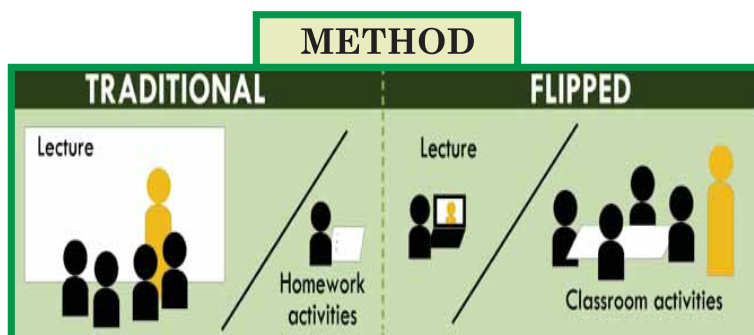 METHOD
TRADITIONAL
Lecture
Homework
activities
FLIPPED
Lecture
Classroom activities